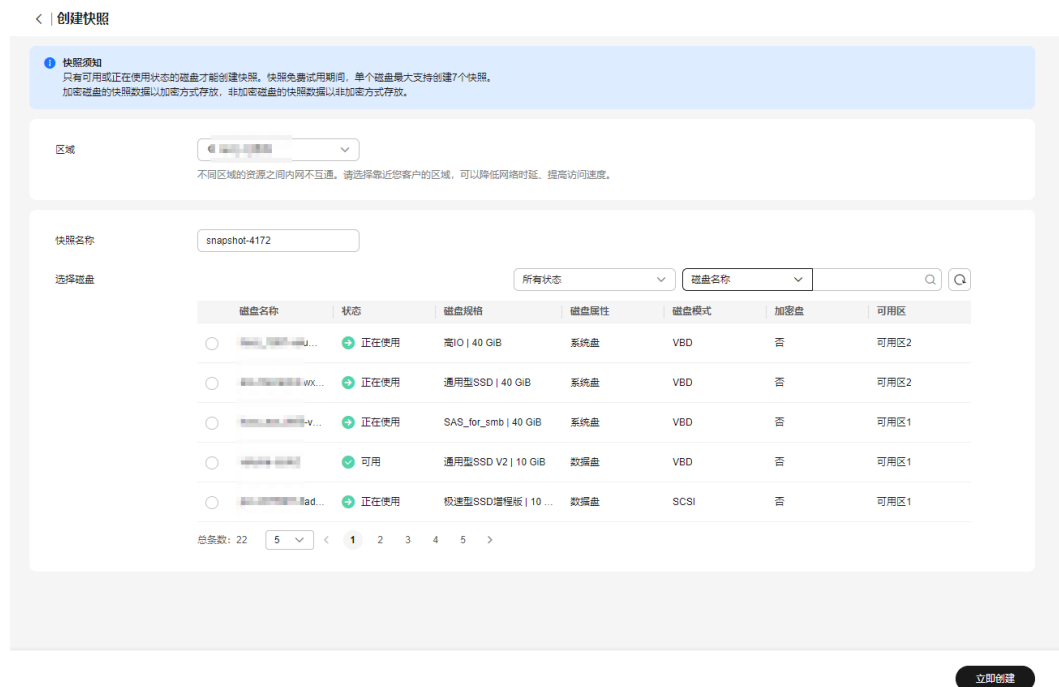 创建快照
快照须知
只有可用或正在使用状态的磁盘才能创建快照。快照免费试用期间，单个磁盘最大支持创建7个快照。
加密磁盘的快照数据以加密方式存放，非加密磁盘的快照数据以非加密方式存放。
区域
不同区域的资源之间内网不互通。请选择靠近您客户的区域，可以降低网络时延、提高访问速度。
快照名称 snapshot-4172
选择磁盘 所有状态 磁盘名称
磁盘名称 状态 磁盘规格 磁盘属性 磁盘模式 加密盘 可用区
正在使用 高IO | 40 GiB 系统盘 VBD 否 可用区2
wx... 正在使用 通用型SSD | 40 GiB 系统盘 VBD 否 可用区2
-v... 正在使用 SAS_for_smb | 40 GiB 系统盘 VBD 否 可用区1
可用 通用型SSD V2 | 10 GiB 数据盘 VBD 否 可用区1
ad... 正在使用 极速型SSD增程版 | 10 ... 数据盘 SCSI 否 可用区1
总条数: 22 5 1 2 3 4 5
立即创建